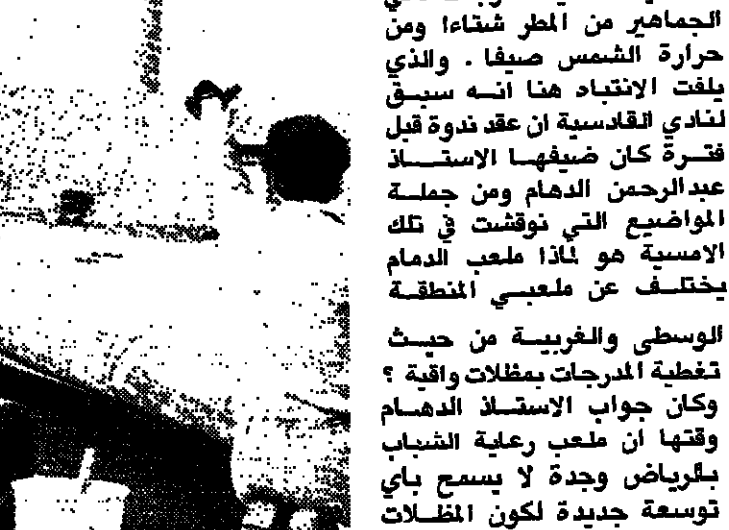 الجماهير من المطر شتاءا ومن
حرارة الشمس صيفا . والذي
يلفت الانتباه هنا انه سبق
لنادي القادسية ان عقد ندوة قبل
فترة كان ضيفها الاستاذ
عبدالرحمن الدهام ومن جملة
المواضيع التي نوقشت في تلك
الامسية هو لماذا ملعب الدمام
يختلف عن ملعبي المنطقة
الوسطى والغربية من حيث
تغطية المدرجات بمظلات واقية ؟
وكان جواب الاستاذ الدهام
وقتها ان ملعب رعاية الشباب
بالرياض وجدة لا يسمح باي
توسعة جديدة لكون المظلات